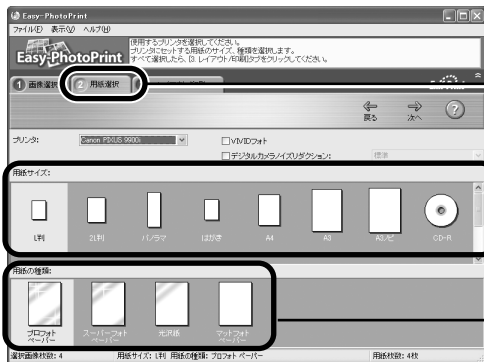 Easy-PhotoPrint
ファイル(F) 表示(V) ヘルプ(H)
Easy-PhotoPrint
使用するプリンタを選択してください。
プリンタにセットする用紙のサイズ、種類を選択します。
すべて選択したら、[3. レイアウト/印刷]タブをクリックしてください。
1 画像選択
2 用紙選択
戻る
次へ
?
プリンタ:
Canon PIXUS 9900i
VIVIDフォト
デジタルカメラノイズリダクション:
標準
用紙サイズ:
L判
2L判
パノラマ
はがき
A4
A3
A3ノビ
CD-R
用紙の種類:
プロフォト
ペーパー
スーパーフォト
ペーパー
光沢紙
マットフォト
ペーパー
選択画像枚数: 4
用紙サイズ: L判 用紙の種類: プロフォト ペーパー
用紙枚数: 4枚